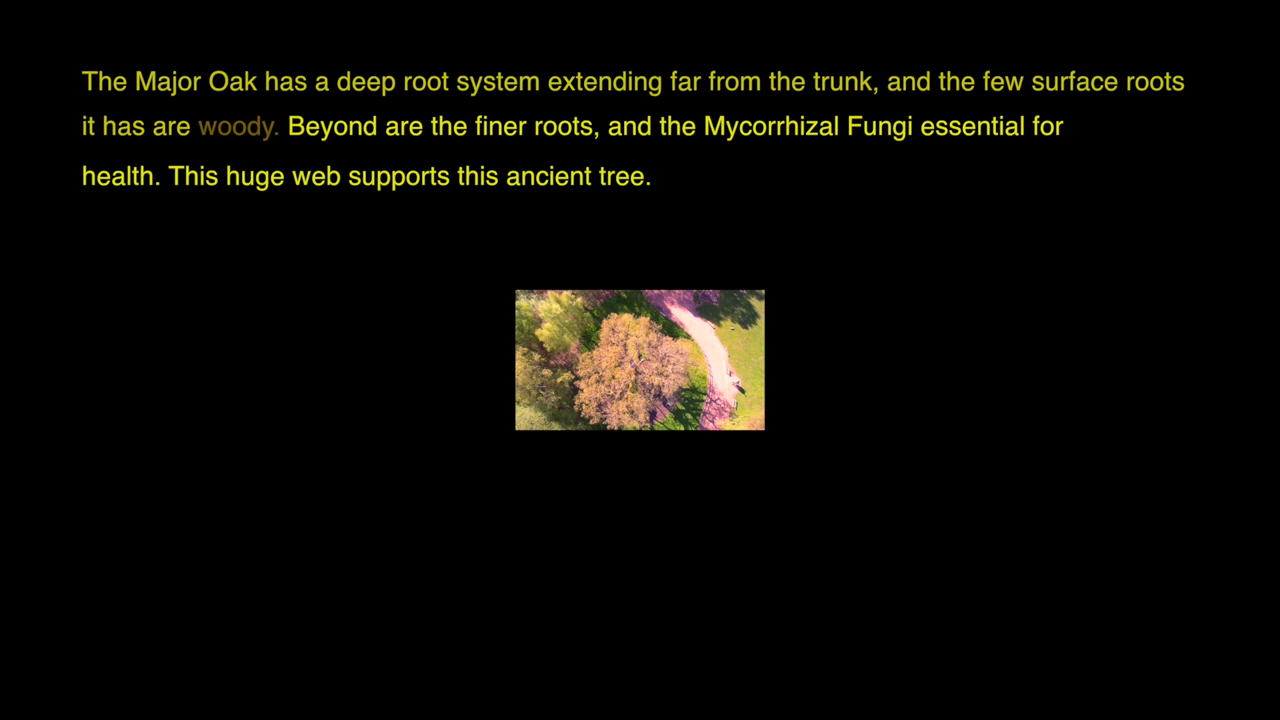 The Major Oak has a deep root system extending far from the trunk, and the few surface roots
it has are woody. Beyond are the finer roots, and the Mycorrhizal Fungi essential for
health. This huge web supports this ancient tree.